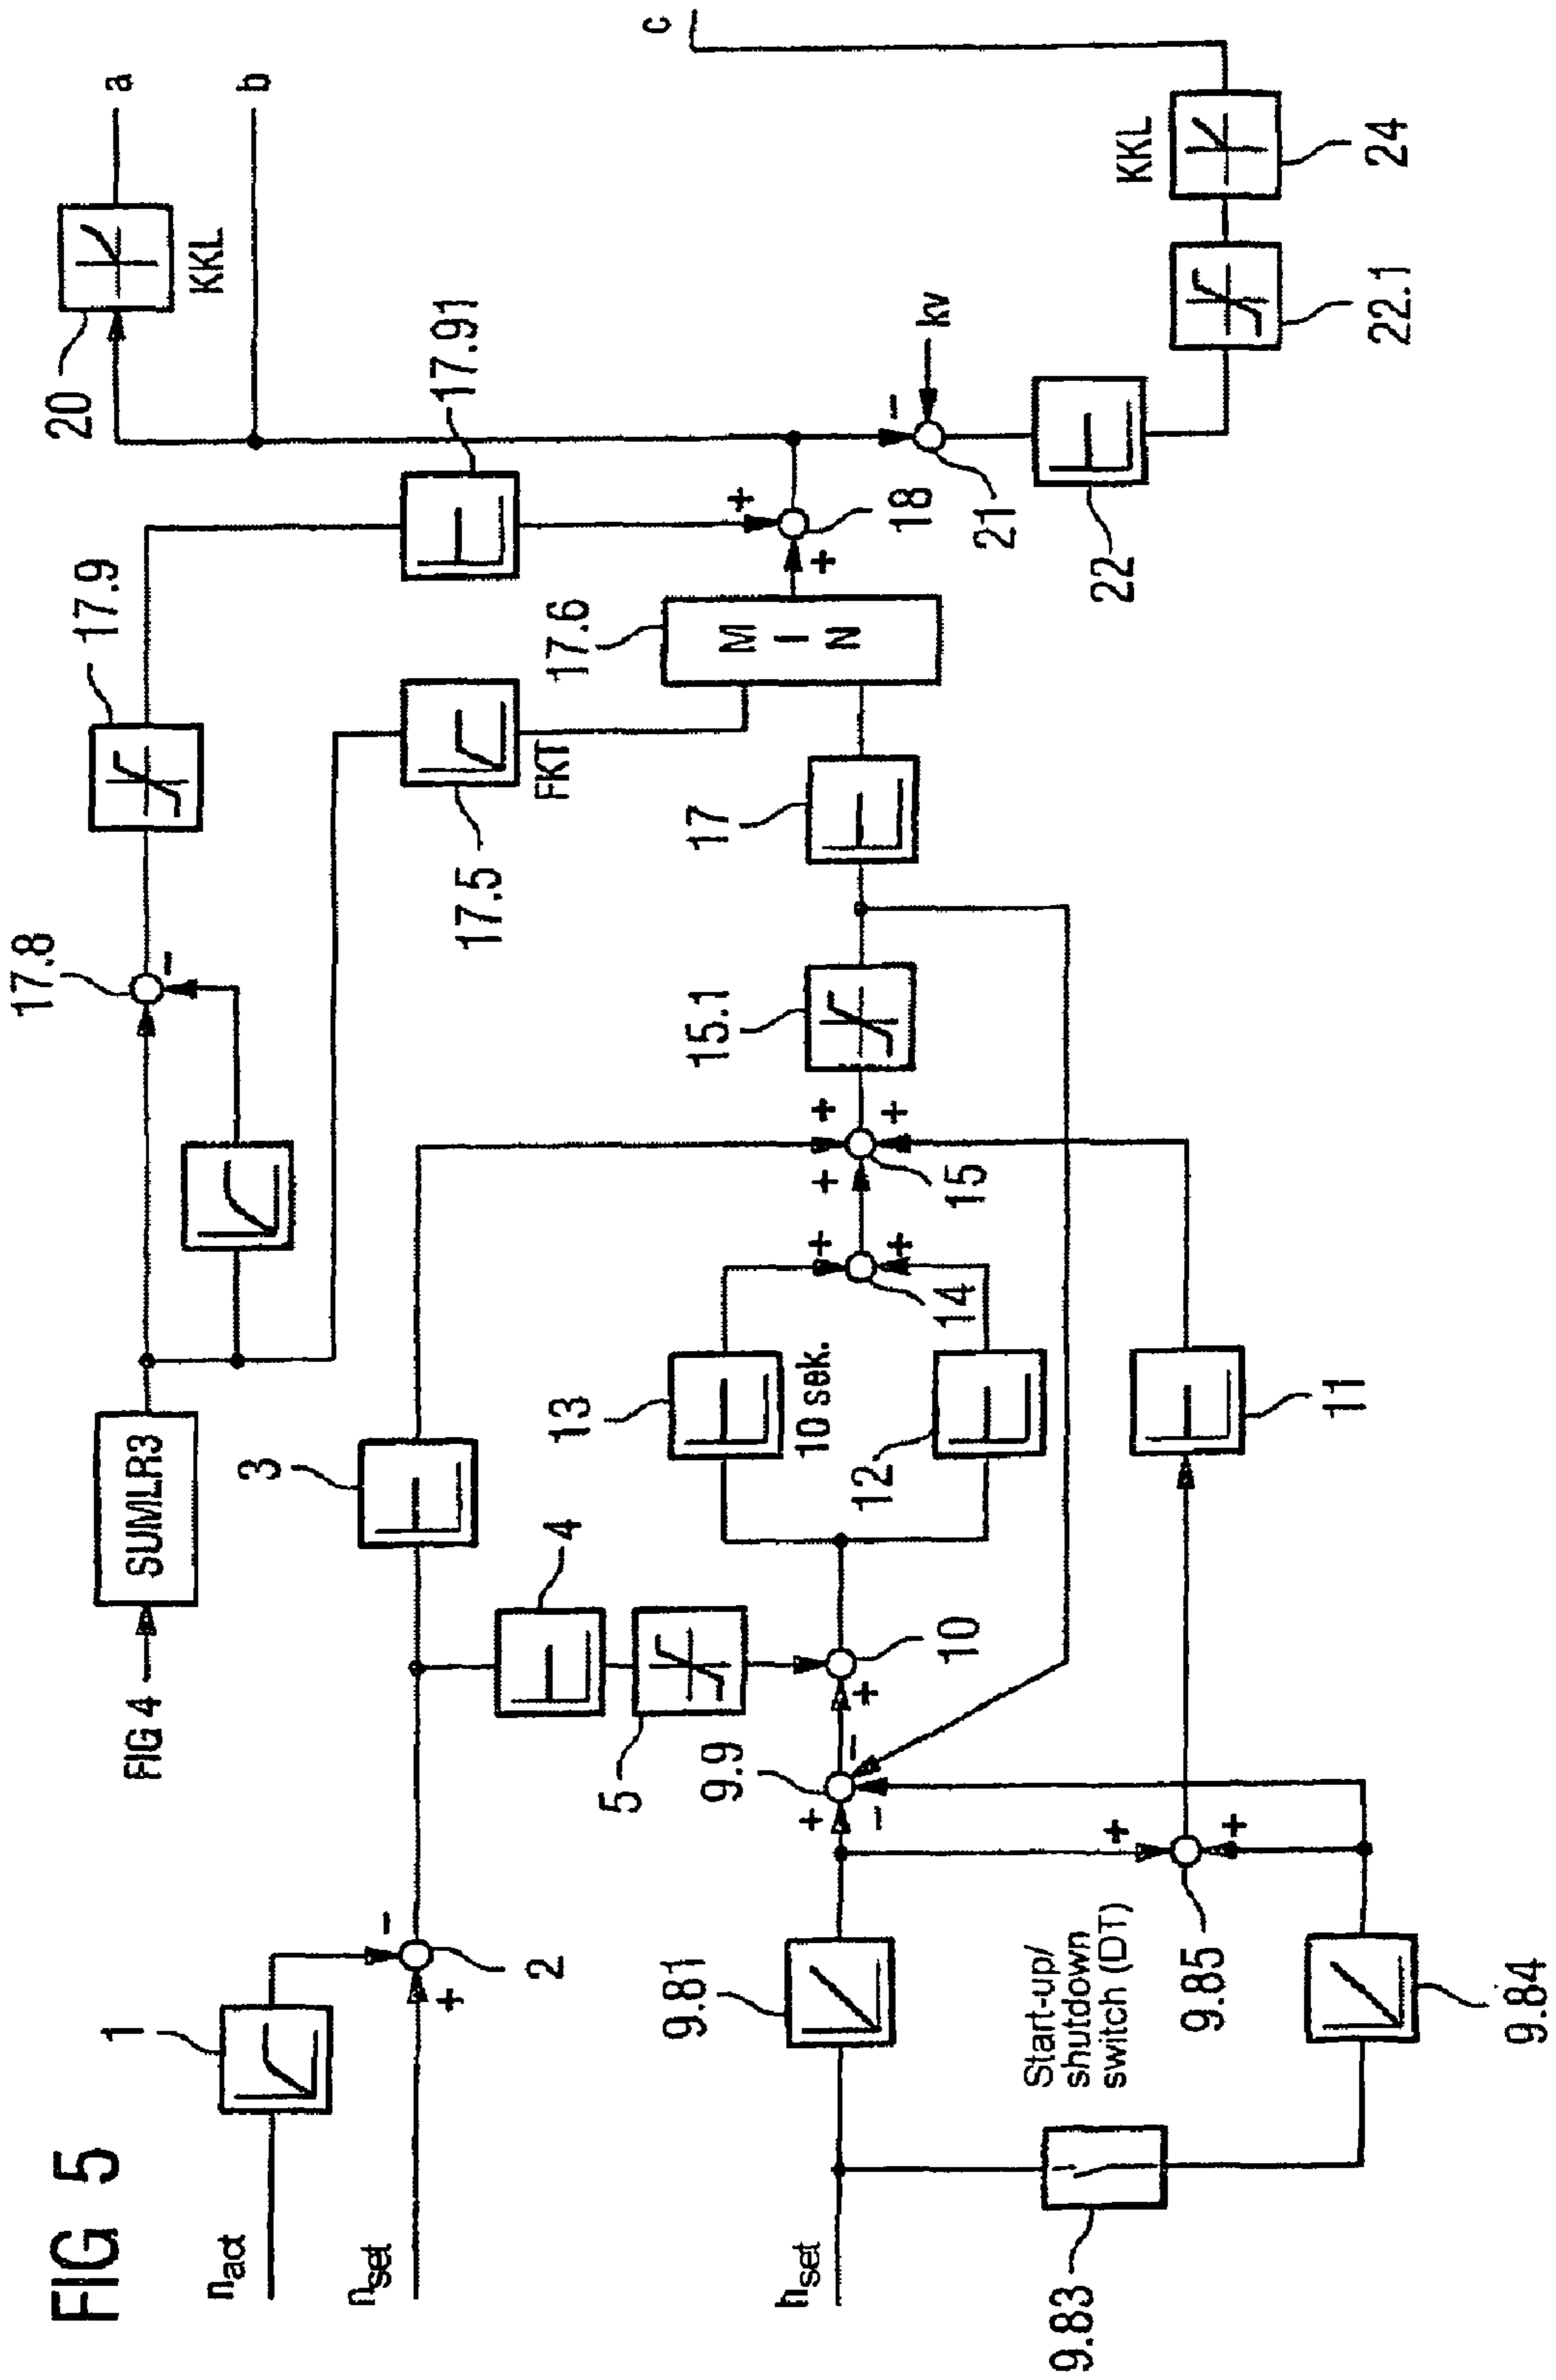 FIG 5
n_act
n_set
h_set
1
2
3
4
5
FIG 4
SUMLR3
17.8
17.9
17.91
17.5
FKT
17.6
MIN
18
20
KKL
a
b
c
kv
21
22
22.1
24
KKL
17
15.1
15
14
13
10 sek.
12
11
10
9.9
9.81
9.83
Start-up/
shutdown
switch (DT)
9.85
9.84
+
-
+
-
-
+
+
+
+
+
+
+
+
+
-
-
+
+
-